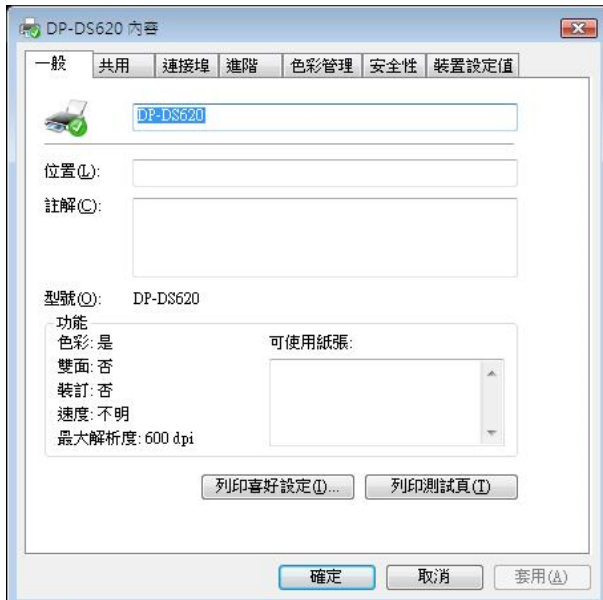 DP-DS620 內容
一般 共用 連接埠 進階 色彩管理 安全性 裝置設定值
DP-DS620
位置(L):
註解(C):
型號(O): DP-DS620
功能
色彩: 是 可使用紙張:
雙面: 否
裝訂: 否
速度: 不明
最大解析度: 600 dpi
列印喜好設定(I)... 列印測試頁(T)
確定 取消 套用(A)